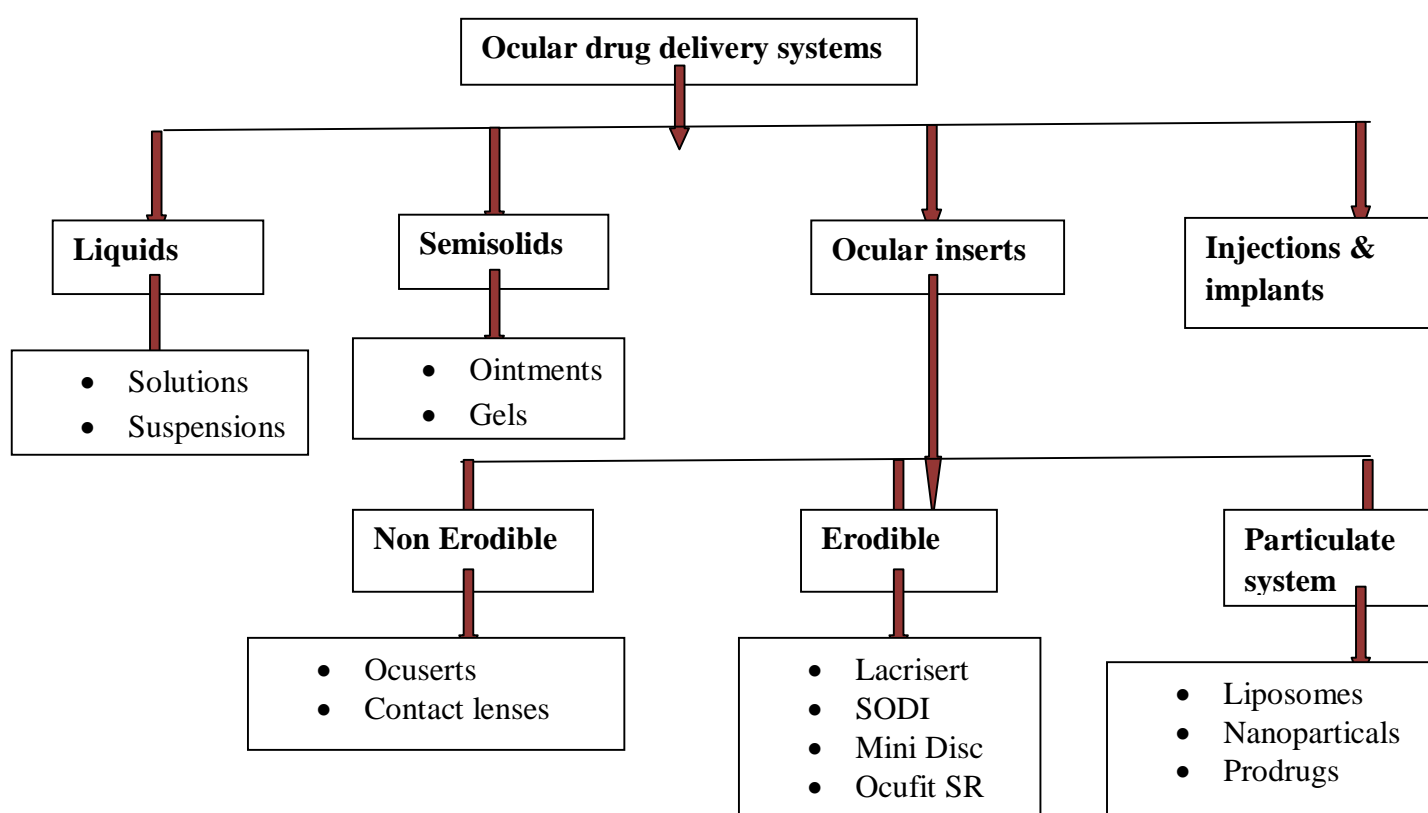 Ocular drug delivery systems
Liquids
Semisolids
Ocular inserts
Injections &
implants
• Solutions
• Suspensions
• Ointments
• Gels
Non Erodible
Erodible
Particulate
system
• Ocuserts
• Contact lenses
• Lacrisert
• SODI
• Mini Disc
• Ocufit SR
• Liposomes
• Nanoparticals
• Prodrugs